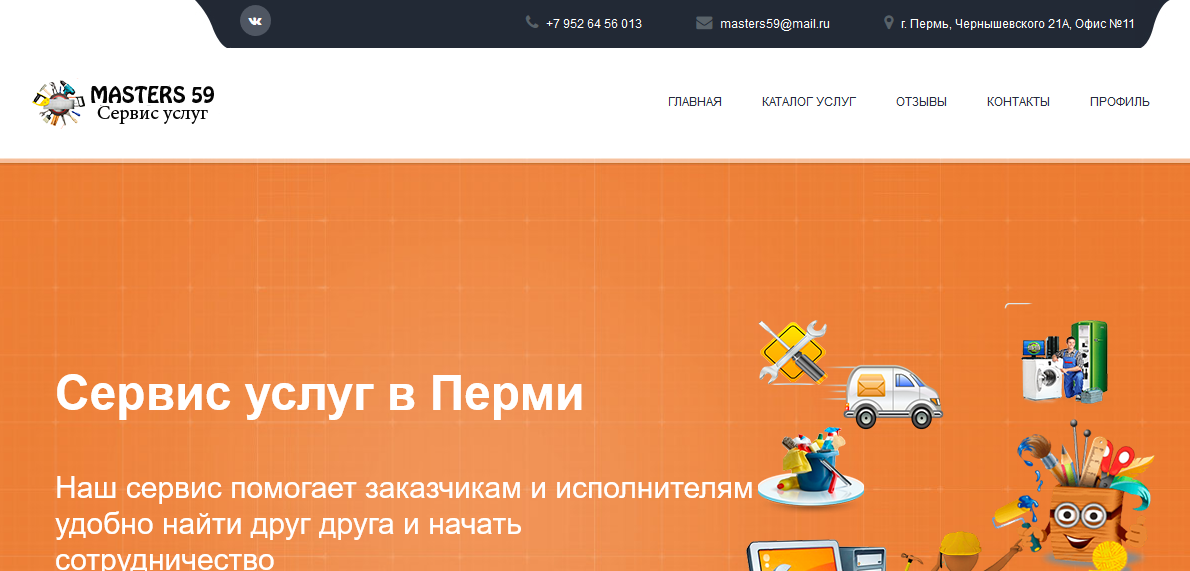 +7 952 64 56 013
masters59@mail.ru
г. Пермь, Чернышевского 21А, Офис №11
MASTERS 59
Сервис услуг
ГЛАВНАЯ
КАТАЛОГ УСЛУГ
ОТЗЫВЫ
КОНТАКТЫ
ПРОФИЛЬ
Сервис услуг в Перми
Наш сервис помогает заказчикам и исполнителям
удобно найти друг друга и начать
сотрудничество